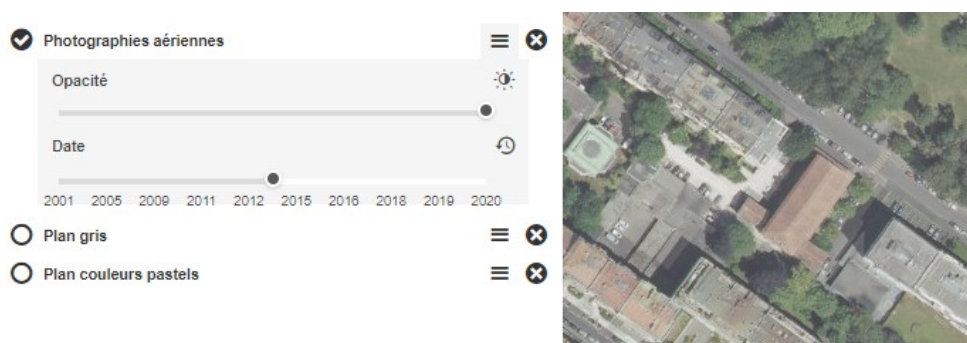 Photographies aériennes
Opacité
Date
2001 2005 2009 2011 2012 2015 2016 2018 2019 2020
Plan gris
Plan couleurs pastels